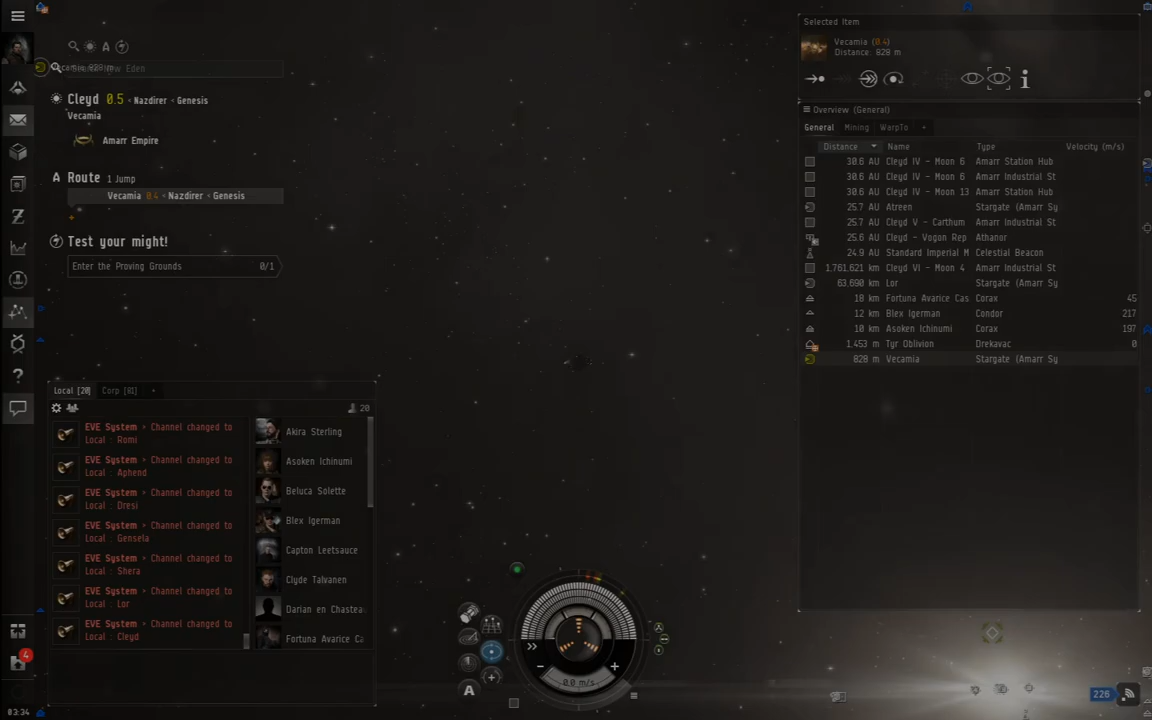 Selected Item
Vecamia (0.4)
Distance: 828 m
Vecamia 828 m
Cleyd 0.5 ‹ Nazdirer ‹ Genesis
Vecamia
Amarr Empire
Route 1 Jump
Vecamia 0.4 ‹ Nazdirer ‹ Genesis
Test your might!
Enter the Proving Grounds 0/1
Overview (General)
General Mining WarpTo +
Distance Name Type Velocity (m/s)
30.6 AU Cleyd IV - Moon 6 Amarr Station Hub
30.6 AU Cleyd IV - Moon 6 Amarr Industrial St
30.6 AU Cleyd IV - Moon 13 Amarr Station Hub
25.7 AU Atreen Stargate (Amarr Sy
25.7 AU Cleyd V - Carthum Amarr Industrial St
25.6 AU Cleyd - Vogon Rep Athanor
24.9 AU Standard Imperial M Celestial Beacon
1,761,621 km Cleyd VI - Moon 4 Amarr Industrial St
63,690 km Lor Stargate (Amarr Sy
18 km Fortuna Avarice Cas Corax 45
12 km Blex Igerman Condor 217
10 km Asoken Ichinumi Corax 197
1,453 m Tyr Oblivion Drekavac 0
828 m Vecamia Stargate (Amarr Sy
Local [20] Corp [81] +
20
EVE System > Channel changed to
Local : Romi
EVE System > Channel changed to
Local : Aphend
EVE System > Channel changed to
Local : Dresi
EVE System > Channel changed to
Local : Gensela
EVE System > Channel changed to
Local : Shera
EVE System > Channel changed to
Local : Lor
EVE System > Channel changed to
Local : Cleyd
Akira Sterling
Asoken Ichinumi
Beluca Solette
Blex Igerman
Capton Leetsauce
Clyde Talvanen
Darian en Chasteau
Fortuna Avarice Ca
0.0 m/s
A
4
226
03:34